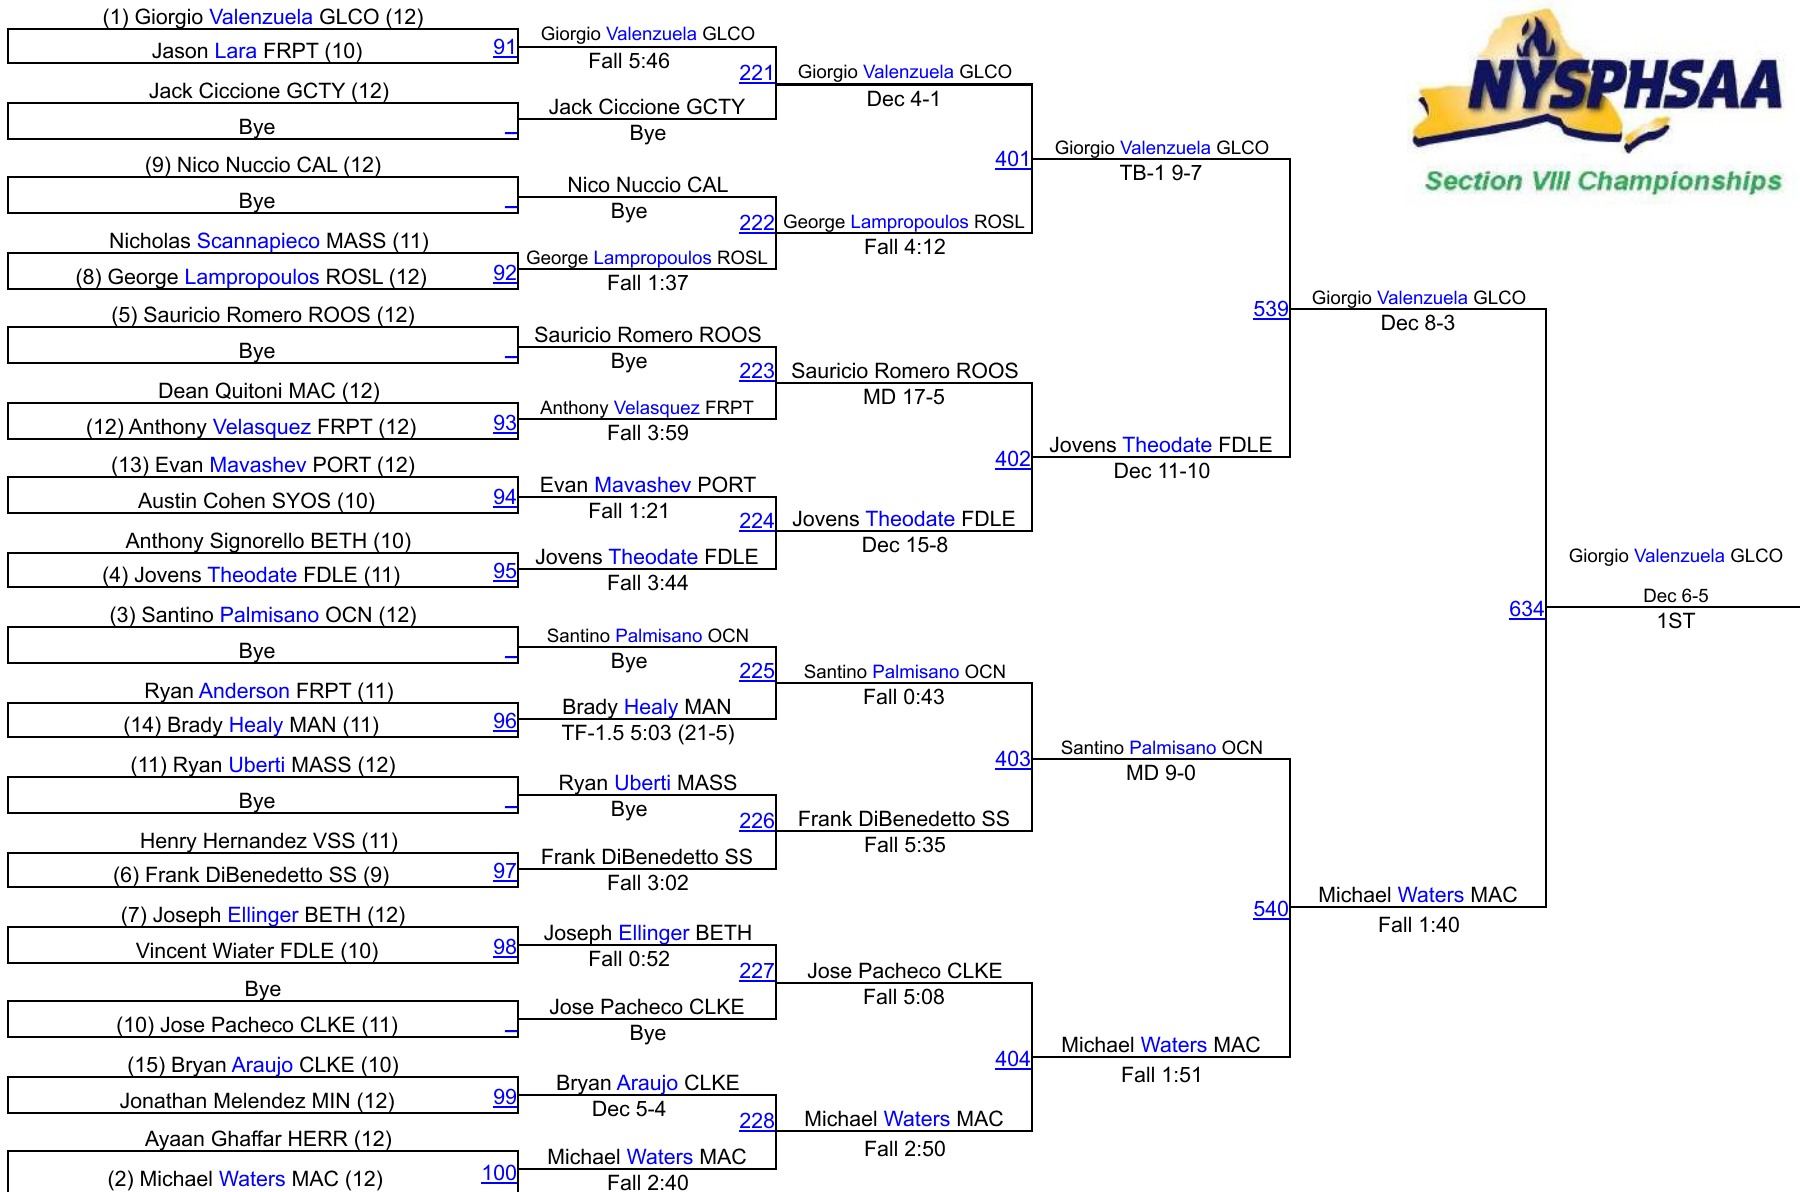 (1) Giorgio Valenzuela GLCO (12)
Jason Lara FRPT (10)
91
Jack Ciccione GCTY (12)
Bye
(9) Nico Nuccio CAL (12)
Bye
Nicholas Scannapieco MASS (11)
(8) George Lampropoulos ROSL (12)
92
(5) Sauricio Romero ROOS (12)
Bye
Dean Quitoni MAC (12)
(12) Anthony Velasquez FRPT (12)
93
(13) Evan Mavashev PORT (12)
Austin Cohen SYOS (10)
94
Anthony Signorello BETH (10)
(4) Jovens Theodate FDLE (11)
95
(3) Santino Palmisano OCN (12)
Bye
Ryan Anderson FRPT (11)
(14) Brady Healy MAN (11)
96
(11) Ryan Uberti MASS (12)
Bye
Henry Hernandez VSS (11)
(6) Frank DiBenedetto SS (9)
97
(7) Joseph Ellinger BETH (12)
Vincent Wiater FDLE (10)
98
Bye
(10) Jose Pacheco CLKE (11)
(15) Bryan Araujo CLKE (10)
Jonathan Melendez MIN (12)
99
Ayaan Ghaffar HERR (12)
(2) Michael Waters MAC (12)
100
Giorgio Valenzuela GLCO
Fall 5:46
221
Jack Ciccione GCTY
Bye
Nico Nuccio CAL
Bye
222
George Lampropoulos ROSL
Fall 1:37
Sauricio Romero ROOS
Bye
223
Anthony Velasquez FRPT
Fall 3:59
Evan Mavashev PORT
Fall 1:21
224
Jovens Theodate FDLE
Fall 3:44
Santino Palmisano OCN
Bye
225
Brady Healy MAN
TF-1.5 5:03 (21-5)
Ryan Uberti MASS
Bye
226
Frank DiBenedetto SS
Fall 3:02
Joseph Ellinger BETH
Fall 0:52
227
Jose Pacheco CLKE
Bye
Bryan Araujo CLKE
Dec 5-4
228
Michael Waters MAC
Fall 2:40
Giorgio Valenzuela GLCO
Dec 4-1
401
George Lampropoulos ROSL
Fall 4:12
Sauricio Romero ROOS
MD 17-5
402
Jovens Theodate FDLE
Dec 15-8
Santino Palmisano OCN
Fall 0:43
403
Frank DiBenedetto SS
Fall 5:35
Jose Pacheco CLKE
Fall 5:08
404
Michael Waters MAC
Fall 2:50
Giorgio Valenzuela GLCO
TB-1 9-7
539
Jovens Theodate FDLE
Dec 11-10
Santino Palmisano OCN
MD 9-0
540
Michael Waters MAC
Fall 1:51
Giorgio Valenzuela GLCO
Dec 8-3
634
Michael Waters MAC
Fall 1:40
Giorgio Valenzuela GLCO
Dec 6-5
1ST
NYSPHSAA
Section VIII Championships